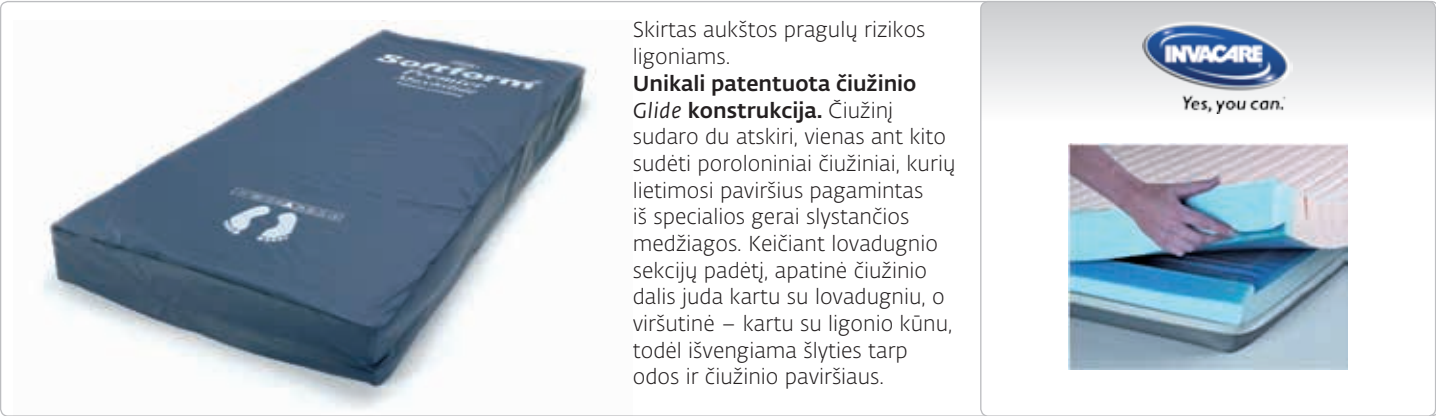 Softform
Premier
Skirtas aukštos pragulų rizikos
ligoniams.
Unikali patentuota čiužinio
Glide konstrukcija. Čiužinį
sudaro du atskiri, vienas ant kito
sudėti poroloniniai čiužiniai, kurių
lietimosi paviršius pagamintas
iš specialios gerai slystančios
medžiagos. Keičiant lovadugnio
sekcijų padėtį, apatinė čiužinio
dalis juda kartu su lovadugniu, o
viršutinė – kartu su ligonio kūnu,
todėl išvengiama šlyties tarp
odos ir čiužinio paviršiaus.
INVACARE
Yes, you can.